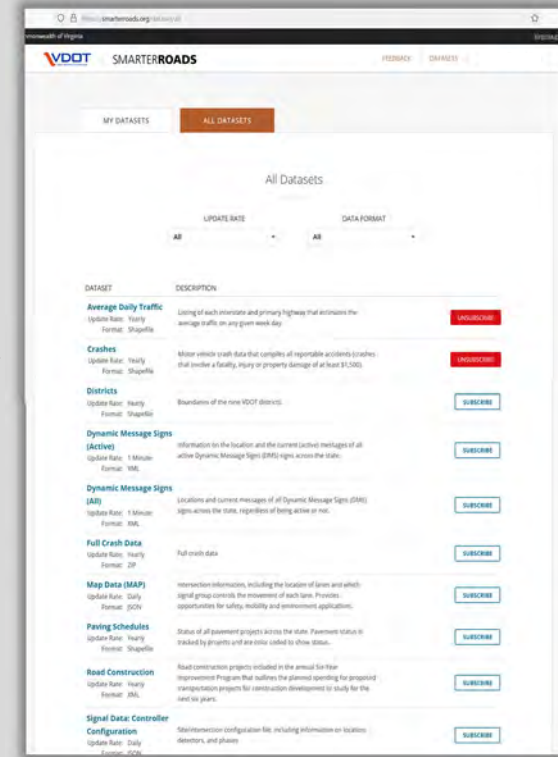 smarterroads.org
monwealth of Virginia
VDOT SMARTERROADS FEEDBACK DATASETS
MY DATASETS ALL DATASETS
All Datasets
UPDATE RATE DATA FORMAT
All All
DATASET DESCRIPTION
Average Daily Traffic
Update Rate: Yearly
Format: Shapefile
Listing of each interstate and primary highway that estimates the
average traffic on any given week day.
UNSUBSCRIBE
Crashes
Update Rate: Yearly
Format: Shapefile
Motor vehicle crash data that compiles all reportable accidents (crashes
that involve a fatality, injury or property damage of at least $1,500).
UNSUBSCRIBE
Districts
Update Rate: Yearly
Format: Shapefile
Boundaries of the nine VDOT districts.
SUBSCRIBE
Dynamic Message Signs
(Active)
Update Rate: 1 Minute
Format: XML
Information on the location and the current (active) messages of all
active Dynamic Message Signs (DMS) signs across the state.
SUBSCRIBE
Dynamic Message Signs
(All)
Update Rate: 1 Minute
Format: XML
Locations and current messages of all Dynamic Message Signs (DMS)
signs across the state, regardless of being active or not.
SUBSCRIBE
Full Crash Data
Update Rate: Yearly
Format: ZIP
Full crash data
SUBSCRIBE
Map Data (MAP)
Update Rate: Daily
Format: JSON
Intersection information, including the location of lanes and which
signal group controls the movement of each lane. Provides
opportunities for safety, mobility and environment applications.
SUBSCRIBE
Paving Schedules
Update Rate: Yearly
Format: Shapefile
Status of all pavement projects across the state. Pavement status is
tracked by projects and are color coded to show status.
SUBSCRIBE
Road Construction
Update Rate: Yearly
Format: XML
Road construction projects included in the annual Six-Year
Improvement Program that outlines the planned spending for proposed
transportation projects for construction development to study for the
next six years.
SUBSCRIBE
Signal Data: Controller
Configuration
Update Rate: Daily
Format: JSON
Site/intersection configuration file, including information on location,
detectors, and phases
SUBSCRIBE